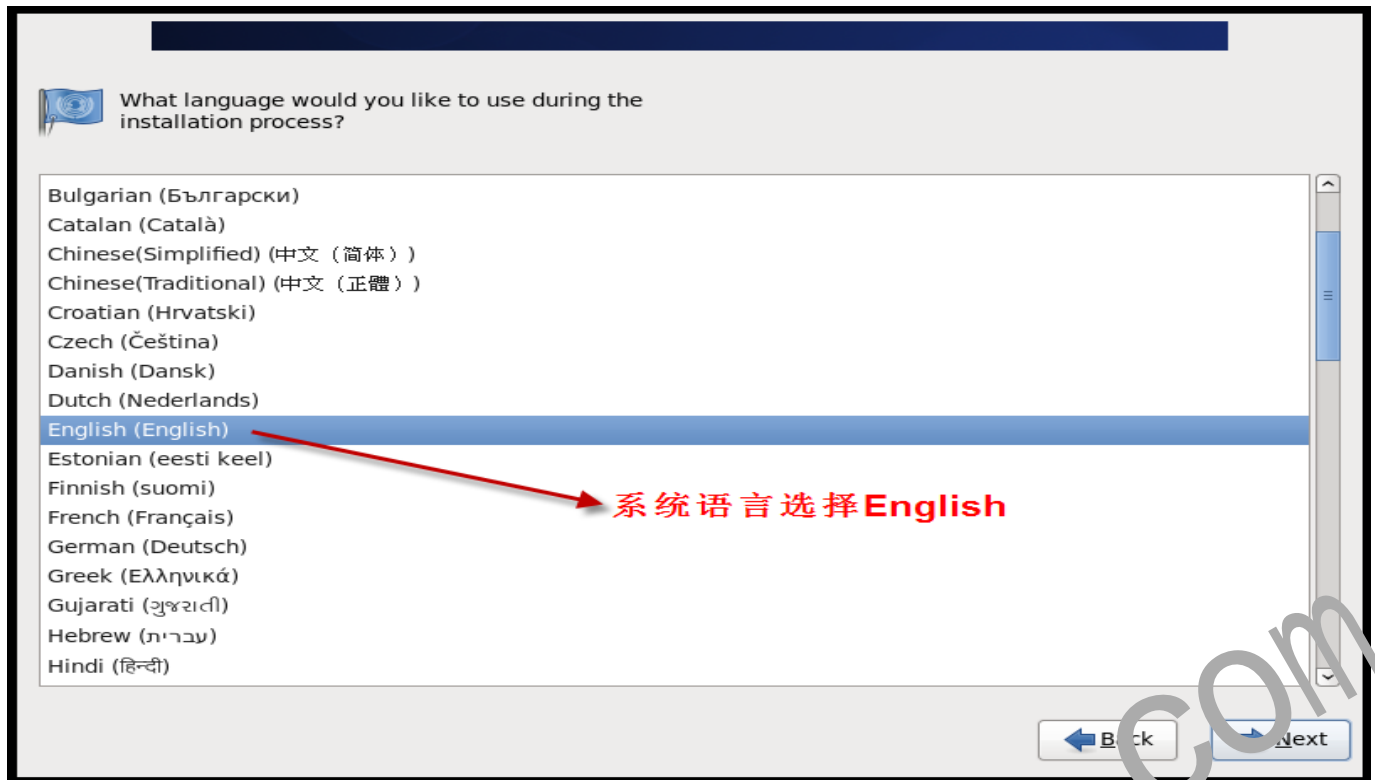 What language would you like to use during the
installation process?
Bulgarian (Български)
Catalan (Català)
Chinese(Simplified) (中文（简体）)
Chinese(Traditional) (中文（正體）)
Croatian (Hrvatski)
Czech (Čeština)
Danish (Dansk)
Dutch (Nederlands)
English (English)
Estonian (eesti keel)
Finnish (suomi)
系统语言选择English
French (Français)
German (Deutsch)
Greek (Ελληνικά)
Gujarati (ગુજરાતી)
Hebrew (עברית)
Hindi (हिन्दी)
com
Back
Next